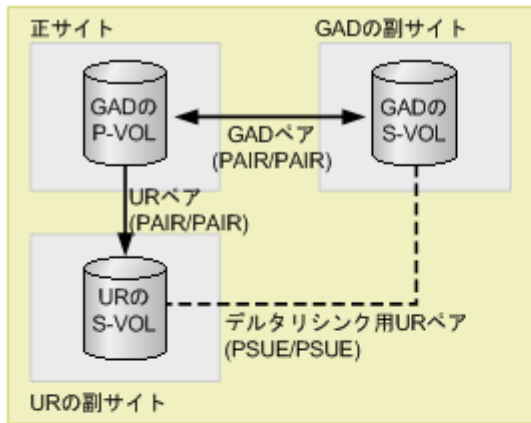 正サイト
GADの副サイト
GADの
P-VOL
GADの
S-VOL
GADペア
(PAIR/PAIR)
URペア
(PAIR/PAIR)
URの
S-VOL
デルタリシンク用URペア
(PSUE/PSUE)
URの副サイト